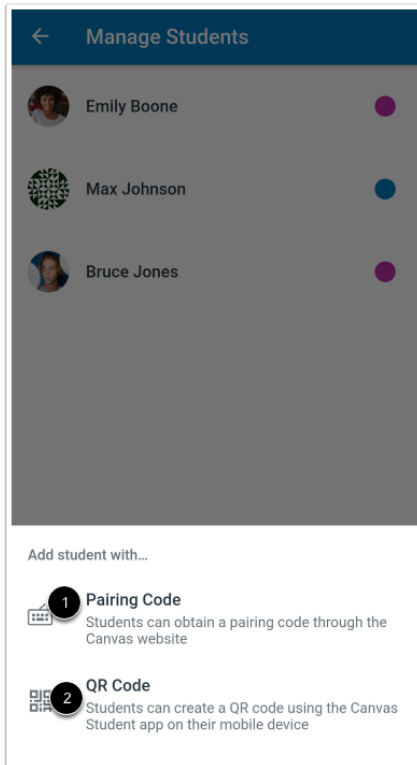 Manage Students
Emily Boone
Max Johnson
Bruce Jones
Add student with...
1
Pairing Code
Students can obtain a pairing code through the
Canvas website
2
QR Code
Students can create a QR code using the Canvas
Student app on their mobile device